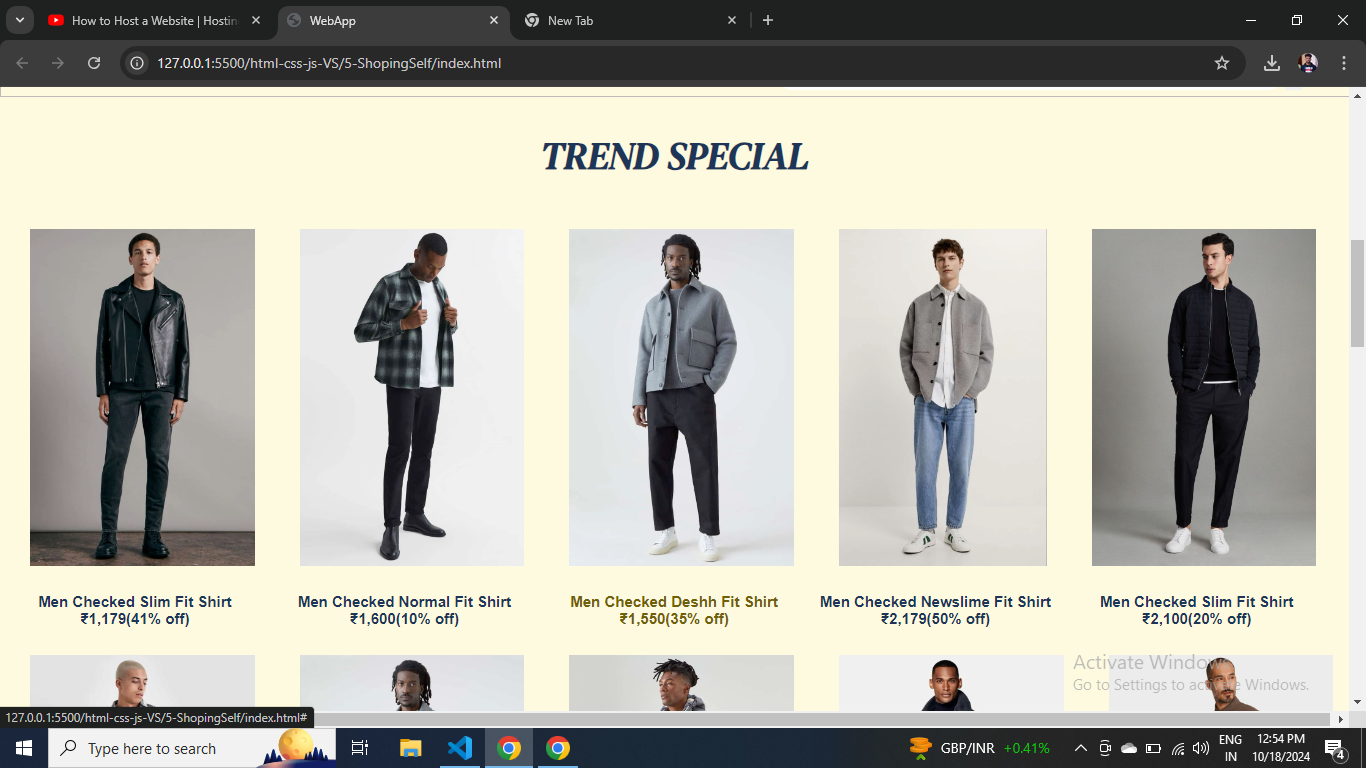 How to Host a Website | Hostin
WebApp
New Tab
127.0.0.1:5500/html-css-js-VS/5-ShopingSelf/index.html
TREND SPECIAL
Men Checked Slim Fit Shirt
₹1,179(41% off)
Men Checked Normal Fit Shirt
₹1,600(10% off)
Men Checked Deshh Fit Shirt
₹1,550(35% off)
Men Checked Newslime Fit Shirt
₹2,179(50% off)
Men Checked Slim Fit Shirt
₹2,100(20% off)
Activate Windows
Go to Settings to activate Windows.
127.0.0.1:5500/html-css-js-VS/5-ShopingSelf/index.html#
Type here to search
GBP/INR +0.41%
ENG
IN
12:54 PM
10/18/2024
4